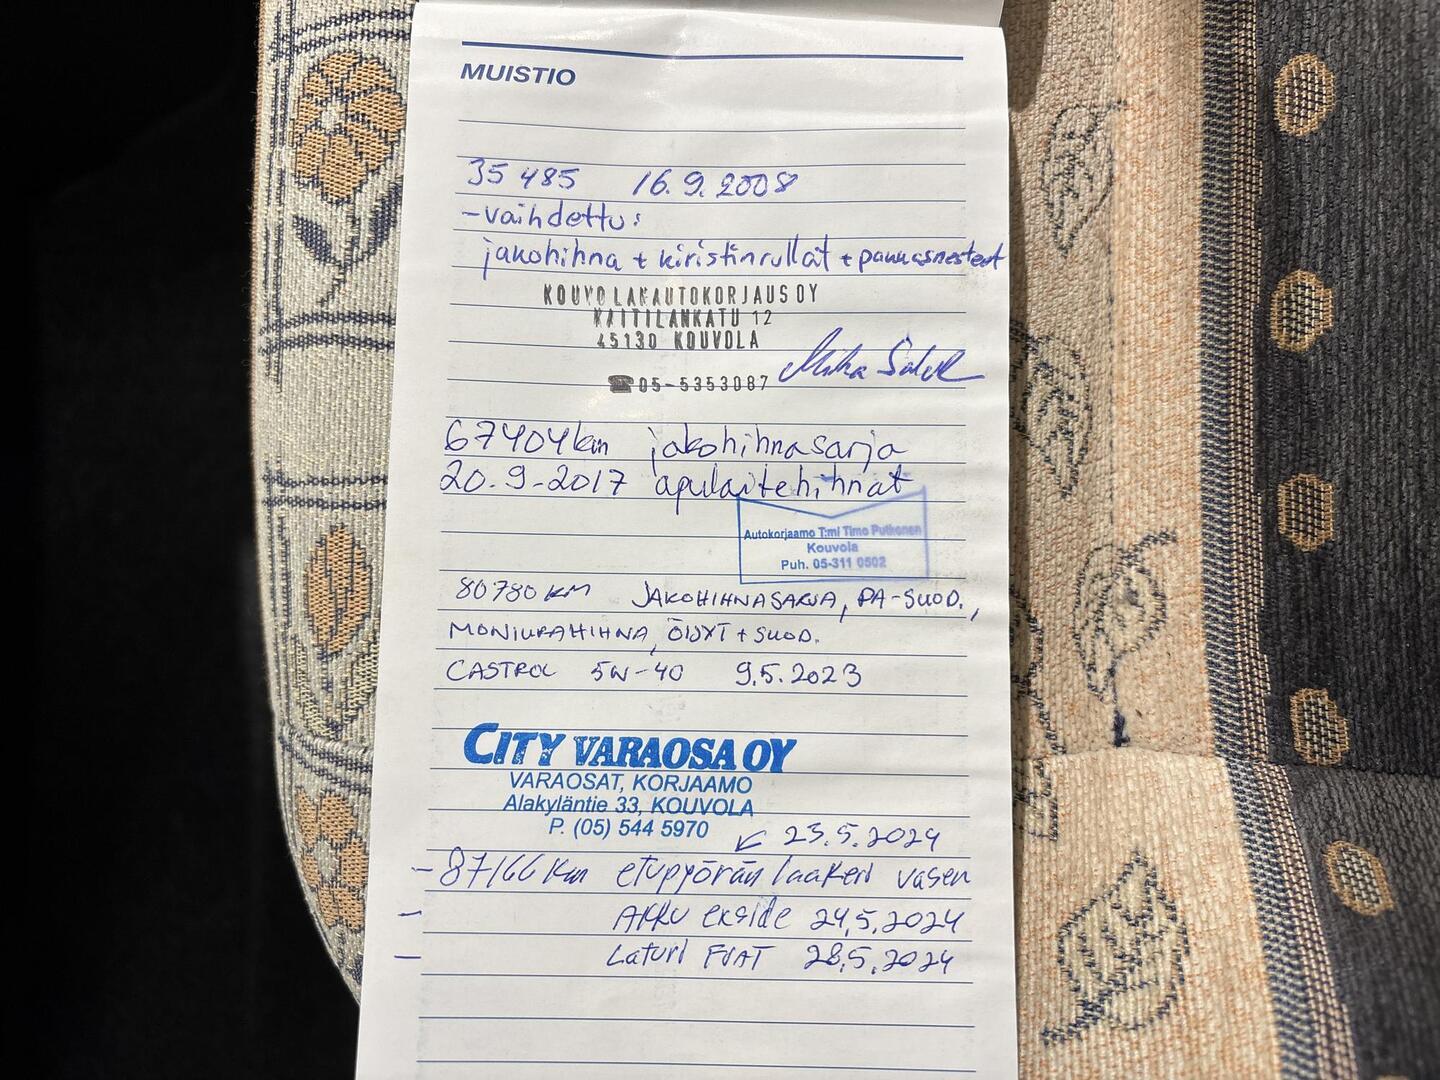 MUISTIO
35 485 16.9.2008
-vaihdettu:
jakohihna + kiristinrullat +
KOUVOLANAUTOKORJAUS OY
KAITILANKATU 12
45130 KOUVOLA
☎05-5353087
67404km jakohihnasarja
20.9-2017 apulaitehihnat
Autokorjaamo T:mi Timo Putkonen
Kouvola
Puh. 05-311 0502
80780 KM JAKOHIHNASARJA, PA-SUOD.,
MONIURAHIHNA, ÖLJYT + SUOD.
CASTROL 5W-40 9.5.2023
CITY VARAOSA OY
VARAOSAT, KORJAAMO
Alakyläntie 33, KOUVOLA
P. (05) 544 5970
↙ 23.5.2024
- 87166 km etupyörän laakeri vasen
- AKKU exside 24.5.2024
- Laturi FIAT 28.5.2024